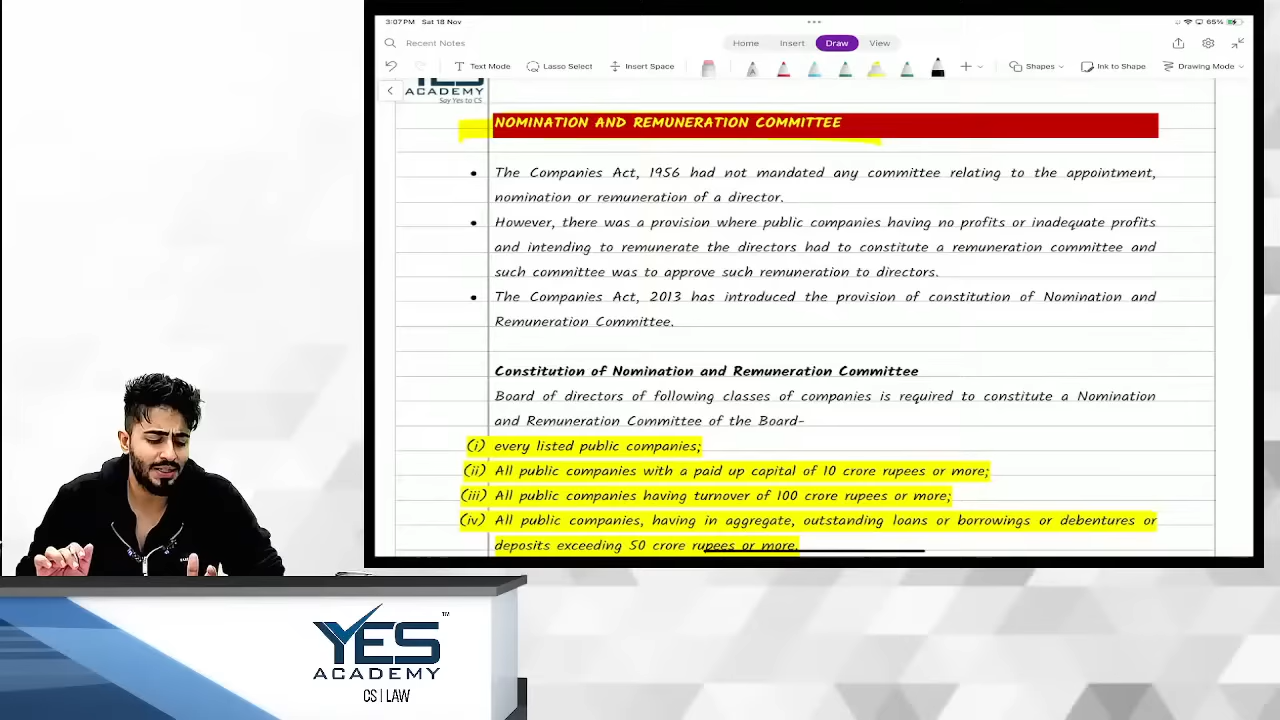 3:07PM Sat 18 Nov
65%
Recent Notes
Home Insert Draw View
Text Mode Lasso Select Insert Space Shapes Ink to Shape Drawing Mode
YES
ACADEMY
Say Yes to CS
NOMINATION AND REMUNERATION COMMITTEE
• The Companies Act, 1956 had not mandated any committee relating to the appointment,
nomination or remuneration of a director.
• However, there was a provision where public companies having no profits or inadequate profits
and intending to remunerate the directors had to constitute a remuneration committee and
such committee was to approve such remuneration to directors.
• The Companies Act, 2013 has introduced the provision of constitution of Nomination and
Remuneration Committee.
Constitution of Nomination and Remuneration Committee
Board of directors of following classes of companies is required to constitute a Nomination
and Remuneration Committee of the Board-
(i) every listed public companies;
(ii) All public companies with a paid up capital of 10 crore rupees or more;
(iii) All public companies having turnover of 100 crore rupees or more;
(iv) All public companies, having in aggregate, outstanding loans or borrowings or debentures or
deposits exceeding 50 crore rupees or more.
YES™
ACADEMY
CS | LAW